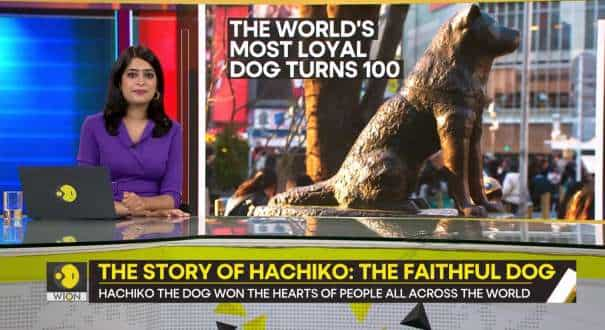 THE WORLD'S
MOST LOYAL
DOG TURNS 100
THE STORY OF HACHIKO: THE FAITHFUL DOG
HACHIKO THE DOG WON THE HEARTS OF PEOPLE ALL ACROSS THE WORLD
WION